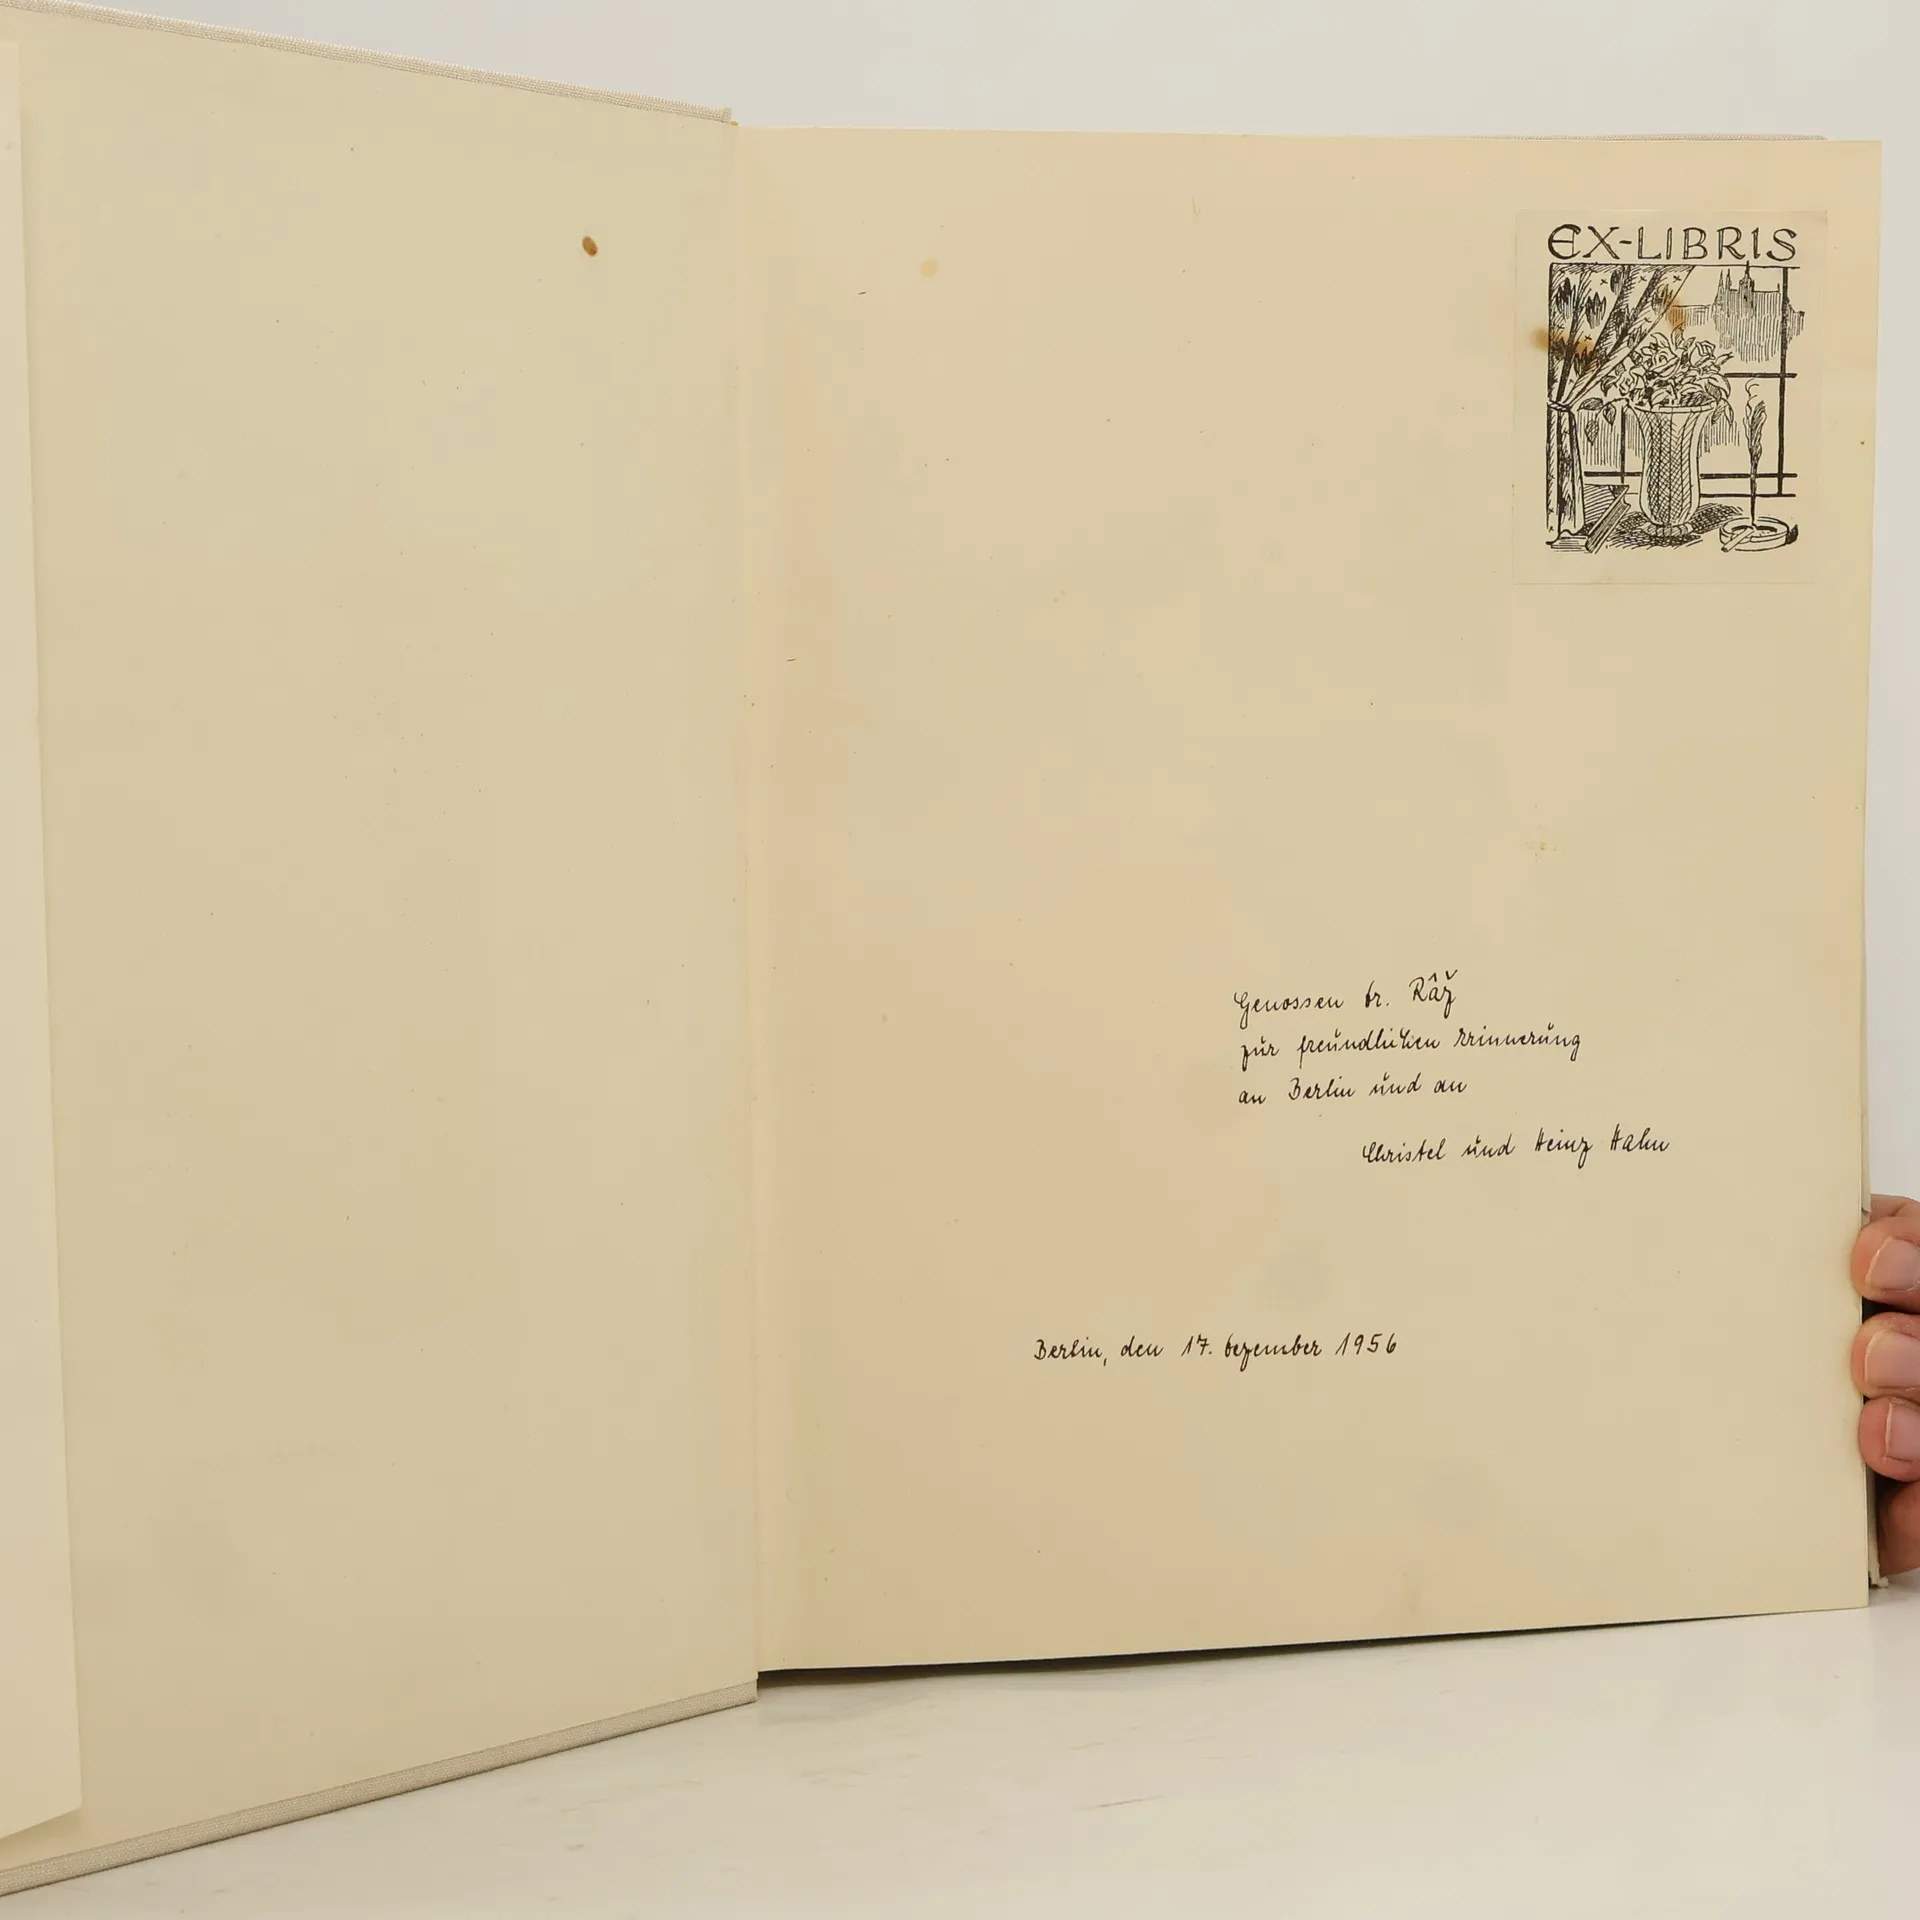 EX-LIBRIS
Genossen Dr. Râž
zur freundlichen Erinnerung
an Berlin und an
Christel und Heinz Hahn
Berlin, den 17. Dezember 1956